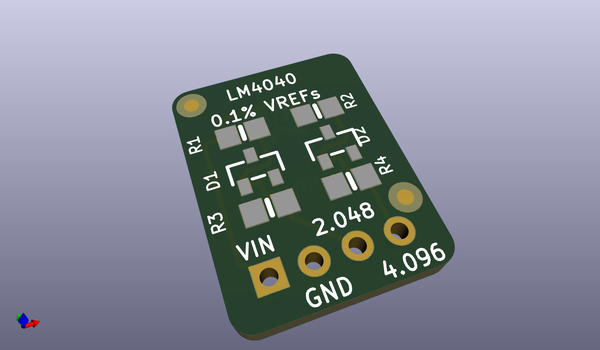 LM4040
0.1% VREFs
R1
R2
D1
D2
R3
R4
VIN
2.048
GND
4.096